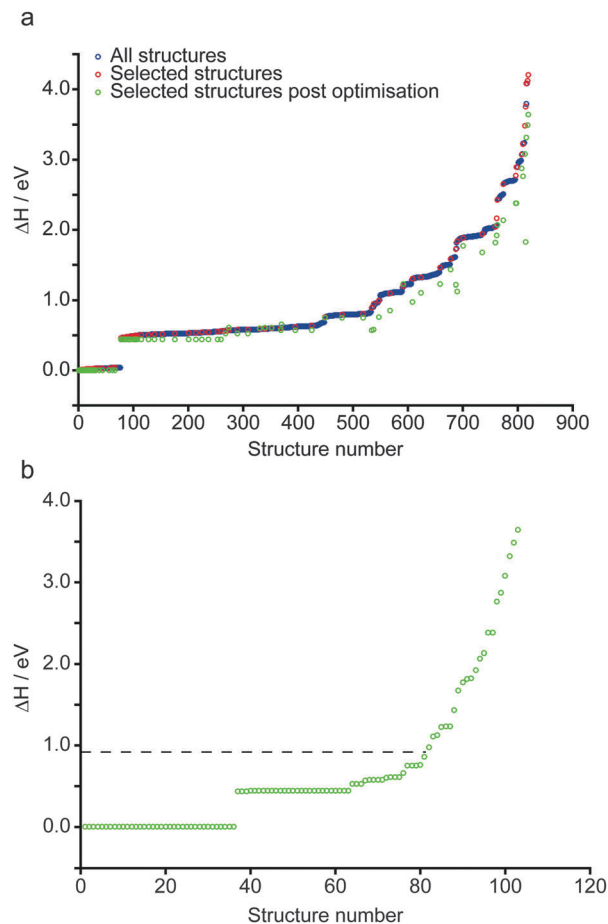 a
All structures
Selected structures
Selected structures post optimisation
4.0
3.0
2.0
1.0
0.0
ΔH / eV
0 100 200 300 400 500 600 700 800 900
Structure number
b
4.0
3.0
2.0
1.0
0.0
ΔH / eV
0 20 40 60 80 100 120
Structure number